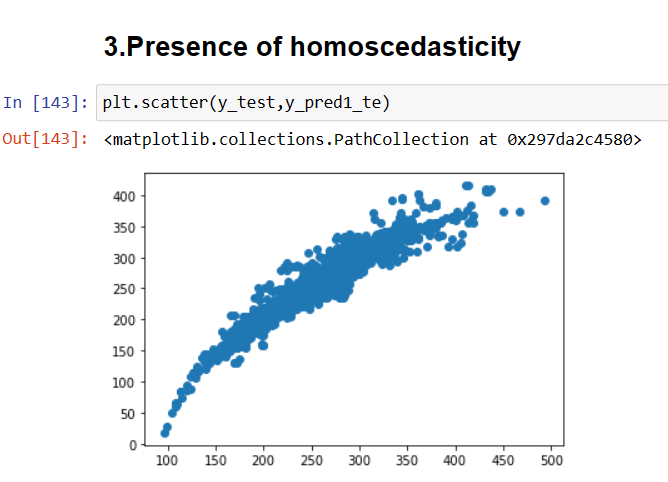 3.Presence of homoscedasticity
In [143]: plt.scatter(y_test,y_pred1_te)
Out[143]: <matplotlib.collections.PathCollection at 0x297da2c4580>
400
350
300
250
200
150
100
50
0
100 150 200 250 300 350 400 450 500